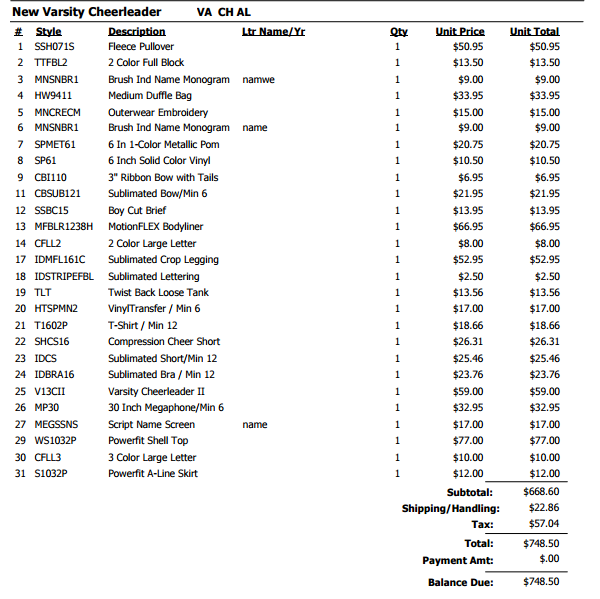 New Varsity Cheerleader VA CH AL
# Style Description Ltr Name/Yr Qty Unit Price Unit Total
1 SSH071S Fleece Pullover 1 $50.95 $50.95
2 TTFBL2 2 Color Full Block 1 $13.50 $13.50
3 MNSNBR1 Brush Ind Name Monogram namwe 1 $9.00 $9.00
4 HW9411 Medium Duffle Bag 1 $33.95 $33.95
5 MNCRECM Outerwear Embroidery 1 $15.00 $15.00
6 MNSNBR1 Brush Ind Name Monogram name 1 $9.00 $9.00
7 SPMET61 6 In 1-Color Metallic Pom 1 $20.75 $20.75
8 SP61 6 Inch Solid Color Vinyl 1 $10.50 $10.50
9 CBI110 3" Ribbon Bow with Tails 1 $6.95 $6.95
11 CBSUB121 Sublimated Bow/Min 6 1 $21.95 $21.95
12 SSBC15 Boy Cut Brief 1 $13.95 $13.95
13 MFBLR1238H MotionFLEX Bodyliner 1 $66.95 $66.95
14 CFLL2 2 Color Large Letter 1 $8.00 $8.00
17 IDMFL161C Sublimated Crop Legging 1 $52.95 $52.95
18 IDSTRIPEFBL Sublimated Lettering 1 $2.50 $2.50
19 TLT Twist Back Loose Tank 1 $13.56 $13.56
20 HTSPMN2 VinylTransfer / Min 6 1 $17.00 $17.00
21 T1602P T-Shirt / Min 12 1 $18.66 $18.66
22 SHCS16 Compression Cheer Short 1 $26.31 $26.31
23 IDCS Sublimated Short/Min 12 1 $25.46 $25.46
24 IDBRA16 Sublimated Bra / Min 12 1 $23.76 $23.76
25 V13CII Varsity Cheerleader II 1 $59.00 $59.00
26 MP30 30 Inch Megaphone/Min 6 1 $32.95 $32.95
27 MEGSSNS Script Name Screen name 1 $17.00 $17.00
29 WS1032P Powerfit Shell Top 1 $77.00 $77.00
30 CFLL3 3 Color Large Letter 1 $10.00 $10.00
31 S1032P Powerfit A-Line Skirt 1 $12.00 $12.00
Subtotal: $668.60
Shipping/Handling: $22.86
Tax: $57.04
Total: $748.50
Payment Amt: $.00
Balance Due: $748.50